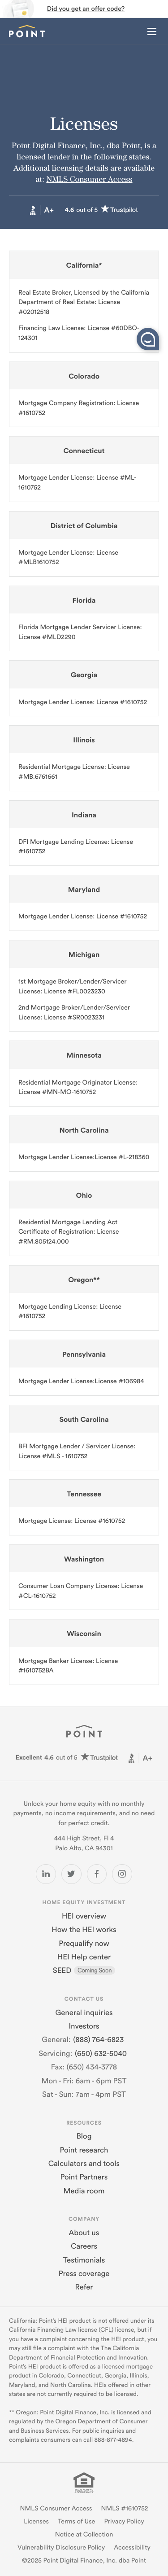 Did you get an offer code?
POINT
Licenses
Point Digital Finance, Inc., dba Point, is a
licensed lender in the following states.
Additional licensing details are available
at: NMLS Consumer Access
A+ 4.6 out of 5 Trustpilot
California*
Real Estate Broker, Licensed by the California
Department of Real Estate: License
#02012518
Financing Law License: License #60DBO-
124301
Colorado
Mortgage Company Registration: License
#1610752
Connecticut
Mortgage Lender License: License #ML-
1610752
District of Columbia
Mortgage Lender License: License
#MLB1610752
Florida
Florida Mortgage Lender Servicer License:
License #MLD2290
Georgia
Mortgage Lender License: License #1610752
Illinois
Residential Mortgage License: License
#MB.6761661
Indiana
DFI Mortgage Lending License: License
#1610752
Maryland
Mortgage Lender License: License #1610752
Michigan
1st Mortgage Broker/Lender/Servicer
License: License #FL0023230
2nd Mortgage Broker/Lender/Servicer
License: License #SR0023231
Minnesota
Residential Mortgage Originator License:
License #MN-MO-1610752
North Carolina
Mortgage Lender License:License #L-218360
Ohio
Residential Mortgage Lending Act
Certificate of Registration: License
#RM.805124.000
Oregon**
Mortgage Lending License: License
#1610752
Pennsylvania
Mortgage Lender License:License #106984
South Carolina
BFI Mortgage Lender / Servicer License:
License #MLS - 1610752
Tennessee
Mortgage License: License #1610752
Washington
Consumer Loan Company License: License
#CL-1610752
Wisconsin
Mortgage Banker License: License
#1610752BA
POINT
Excellent 4.6 out of 5 Trustpilot A+
Unlock your home equity with no monthly
payments, no income requirements, and no need
for perfect credit.
444 High Street, Fl 4
Palo Alto, CA 94301
HOME EQUITY INVESTMENT
HEI overview
How the HEI works
Prequalify now
HEI Help center
SEED Coming Soon
CONTACT US
General inquiries
Investors
General: (888) 764-6823
Servicing: (650) 632-5040
Fax: (650) 434-3778
Mon - Fri: 6am - 6pm PST
Sat - Sun: 7am - 4pm PST
RESOURCES
Blog
Point research
Calculators and tools
Point Partners
Media room
COMPANY
About us
Careers
Testimonials
Press coverage
Refer
California: Point's HEI product is not offered under its
California Financing Law license (CFL) license, but if
you have a complaint concerning the HEI product, you
may still file a complaint with the The California
Department of Financial Protection and Innovation.
Point's HEI product is offered as a licensed mortgage
product in Colorado, Connecticut, Georgia, Illinois,
Maryland, and North Carolina. HEIs offered in other
states are not currently required to be licensed.
** Oregon: Point Digital Finance, Inc. is licensed and
regulated by the Oregon Department of Consumer
and Business Services. For public inquiries and
complaints consumers can call 888-877-4894.
NMLS Consumer Access NMLS #1610752
Licenses Terms of Use Privacy Policy
Notice at Collection
Vulnerability Disclosure Policy Accessibility
©2025 Point Digital Finance, Inc. dba Point